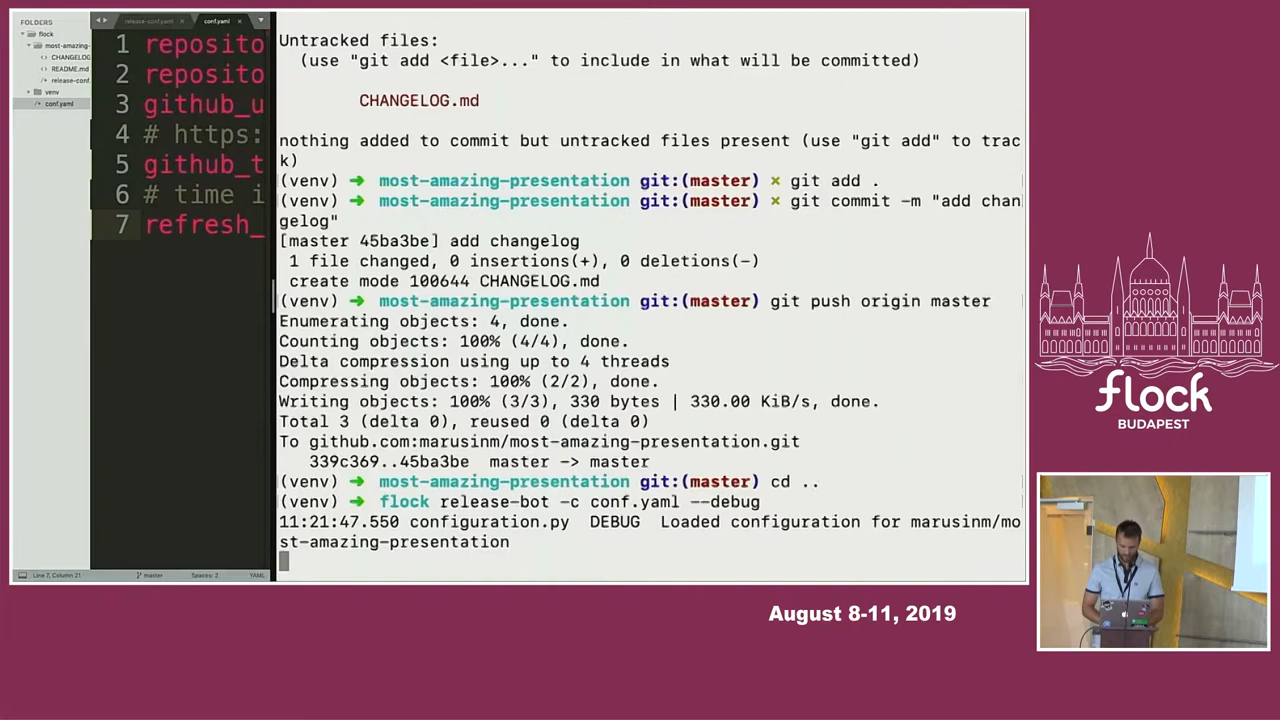 FOLDERS
flock
most-amazing-
CHANGELOG
README.md
release-conf.
venv
conf.yaml
release-conf.yaml
conf.yaml
1 reposito
2 reposito
3 github_u
4 # https:
5 github_t
6 # time i
7 refresh_
Line 7, Column 21
master
Spaces: 2
YAML
Untracked files:
(use "git add <file>..." to include in what will be committed)
CHANGELOG.md
nothing added to commit but untracked files present (use "git add" to trac
k)
(venv) ➜ most-amazing-presentation git:(master) × git add .
(venv) ➜ most-amazing-presentation git:(master) × git commit -m "add chan
gelog"
[master 45ba3be] add changelog
1 file changed, 0 insertions(+), 0 deletions(-)
create mode 100644 CHANGELOG.md
(venv) ➜ most-amazing-presentation git:(master) git push origin master
Enumerating objects: 4, done.
Counting objects: 100% (4/4), done.
Delta compression using up to 4 threads
Compressing objects: 100% (2/2), done.
Writing objects: 100% (3/3), 330 bytes | 330.00 KiB/s, done.
Total 3 (delta 0), reused 0 (delta 0)
To github.com:marusinm/most-amazing-presentation.git
339c369..45ba3be master -> master
(venv) ➜ most-amazing-presentation git:(master) cd ..
(venv) ➜ flock release-bot -c conf.yaml --debug
11:21:47.550 configuration.py DEBUG Loaded configuration for marusinm/mo
st-amazing-presentation
flock
BUDAPEST
August 8-11, 2019